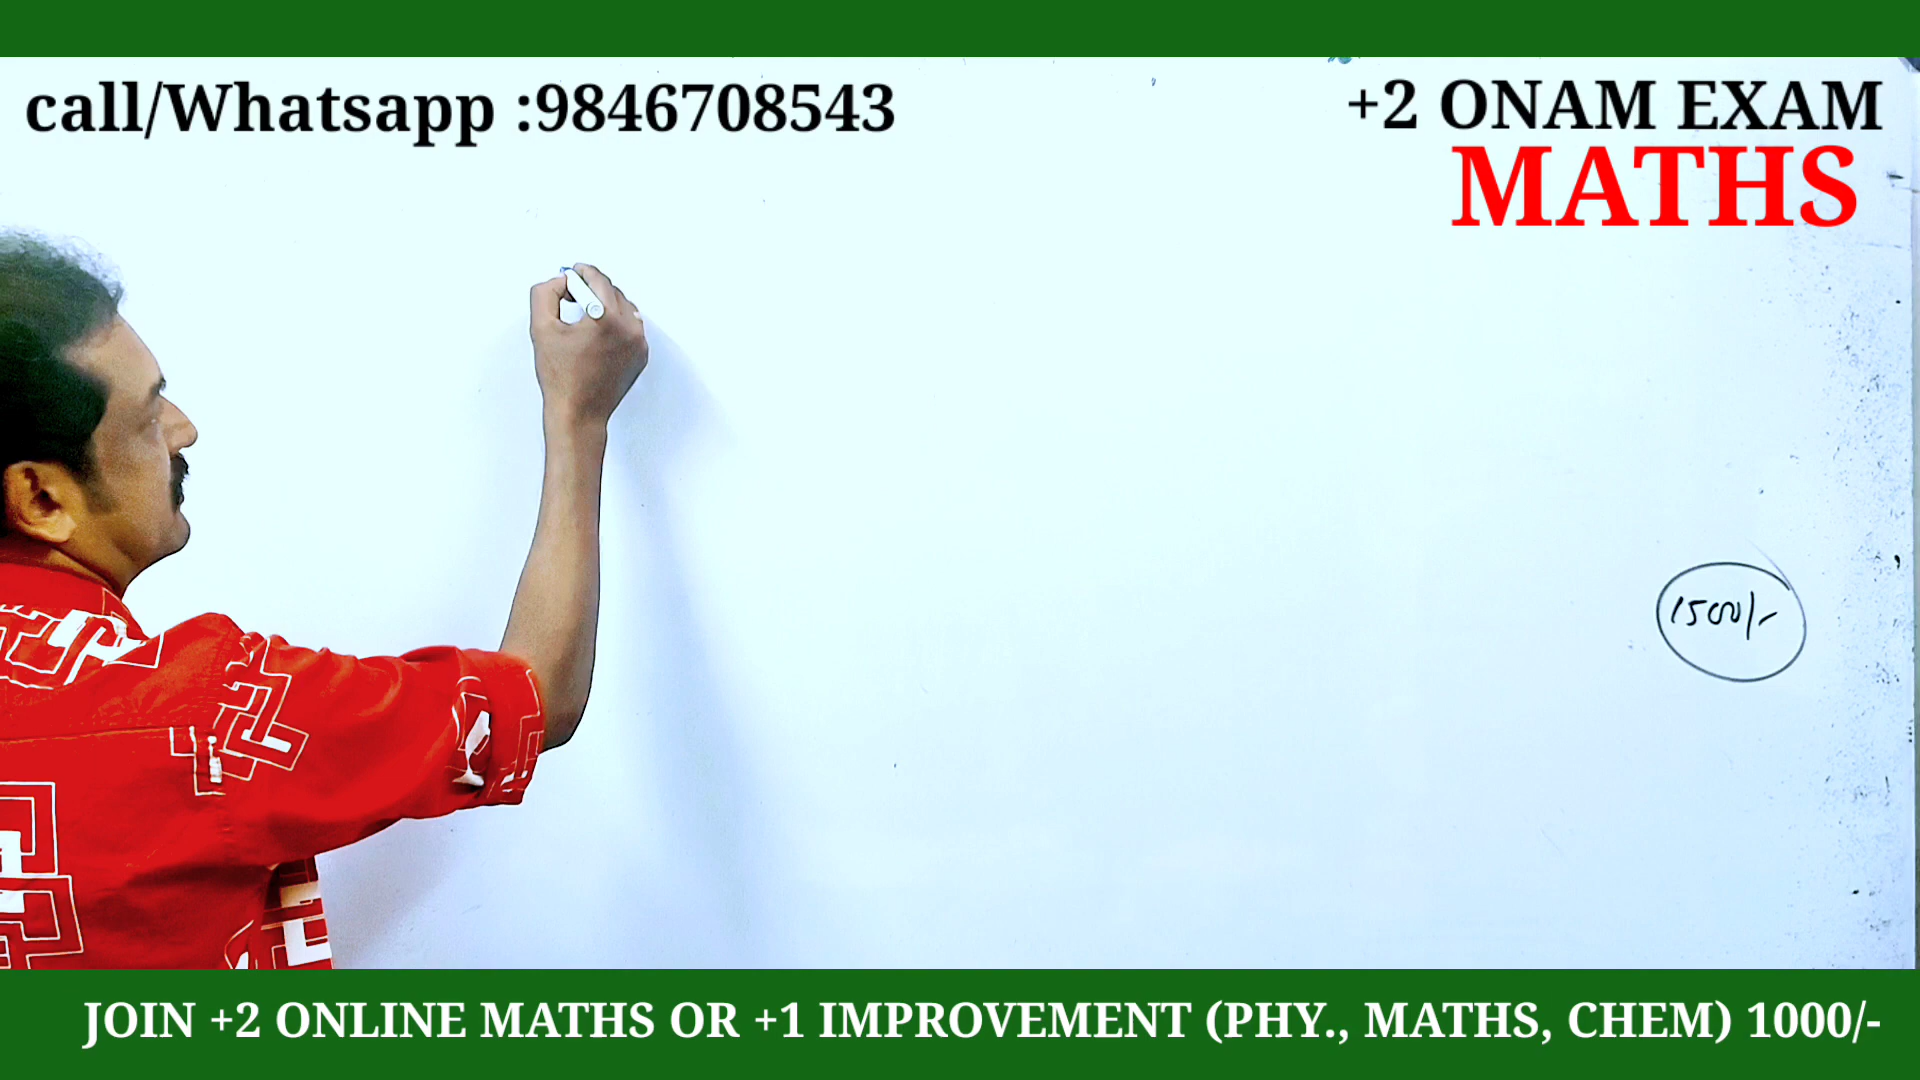 call/Whatsapp :9846708543
+2 ONAM EXAM
MATHS
1500/-
JOIN +2 ONLINE MATHS OR +1 IMPROVEMENT (PHY., MATHS, CHEM) 1000/-